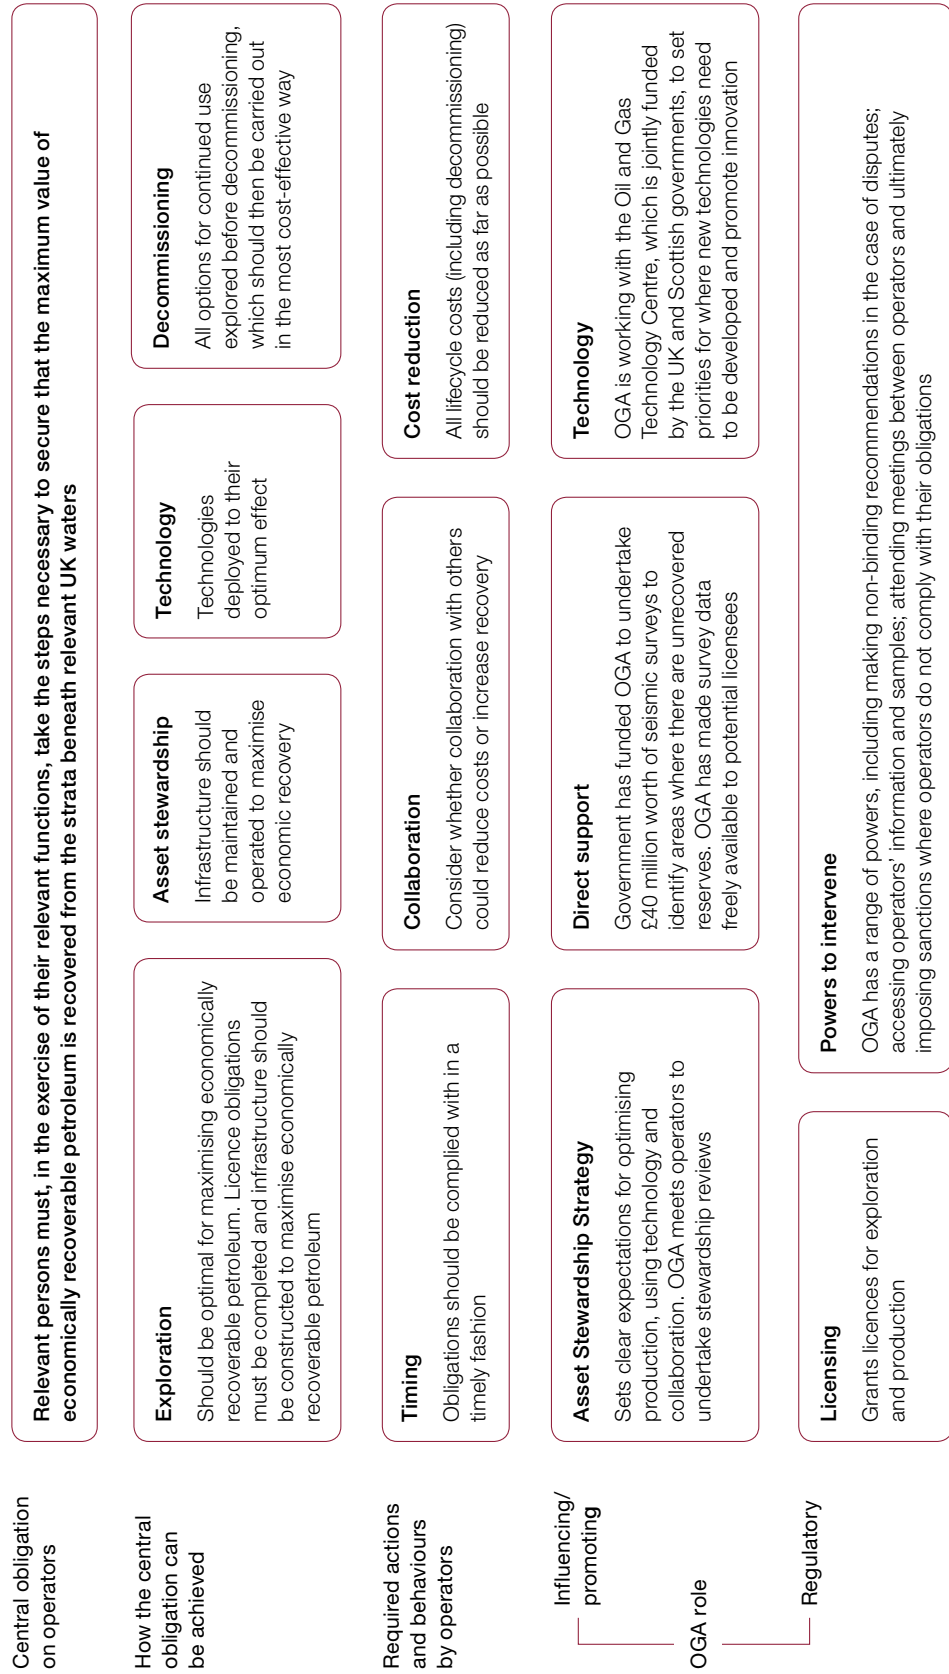 Central obligation
on operators
Relevant persons must, in the exercise of their relevant functions, take the steps necessary to secure that the maximum value of
economically recoverable petroleum is recovered from the strata beneath relevant UK waters
How the central
obligation can
be achieved
Exploration
Should be optimal for maximising economically
recoverable petroleum. Licence obligations
must be completed and infrastructure should
be constructed to maximise economically
recoverable petroleum
Asset stewardship
Infrastructure should
be maintained and
operated to maximise
economic recovery
Technology
Technologies
deployed to their
optimum effect
Decommissioning
All options for continued use
explored before decommissioning,
which should then be carried out
in the most cost-effective way
Required actions
and behaviours
by operators
Timing
Obligations should be complied with in a
timely fashion
Collaboration
Consider whether collaboration with others
could reduce costs or increase recovery
Cost reduction
All lifecycle costs (including decommissioning)
should be reduced as far as possible
OGA role
Influencing/
promoting
Asset Stewardship Strategy
Sets clear expectations for optimising
production, using technology and
collaboration. OGA meets operators to
undertake stewardship reviews
Direct support
Government has funded OGA to undertake
£40 million worth of seismic surveys to
identify areas where there are unrecovered
reserves. OGA has made survey data
freely available to potential licensees
Technology
OGA is working with the Oil and Gas
Technology Centre, which is jointly funded
by the UK and Scottish governments, to set
priorities for where new technologies need
to be developed and promote innovation
Regulatory
Licensing
Grants licences for exploration
and production
Powers to intervene
OGA has a range of powers, including making non-binding recommendations in the case of disputes;
accessing operators' information and samples; attending meetings between operators and ultimately
imposing sanctions where operators do not comply with their obligations